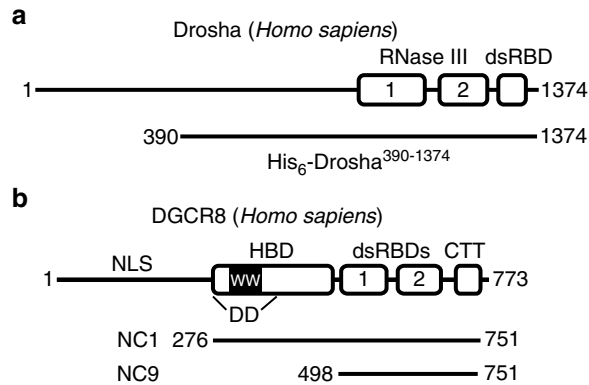 a
Drosha (Homo sapiens)
RNase III dsRBD
1 1 2 1374
390 1374
His6-Drosha390-1374
b
DGCR8 (Homo sapiens)
NLS HBD dsRBDs CTT
1 WW 1 2 773
DD
NC1 276 751
NC9 498 751